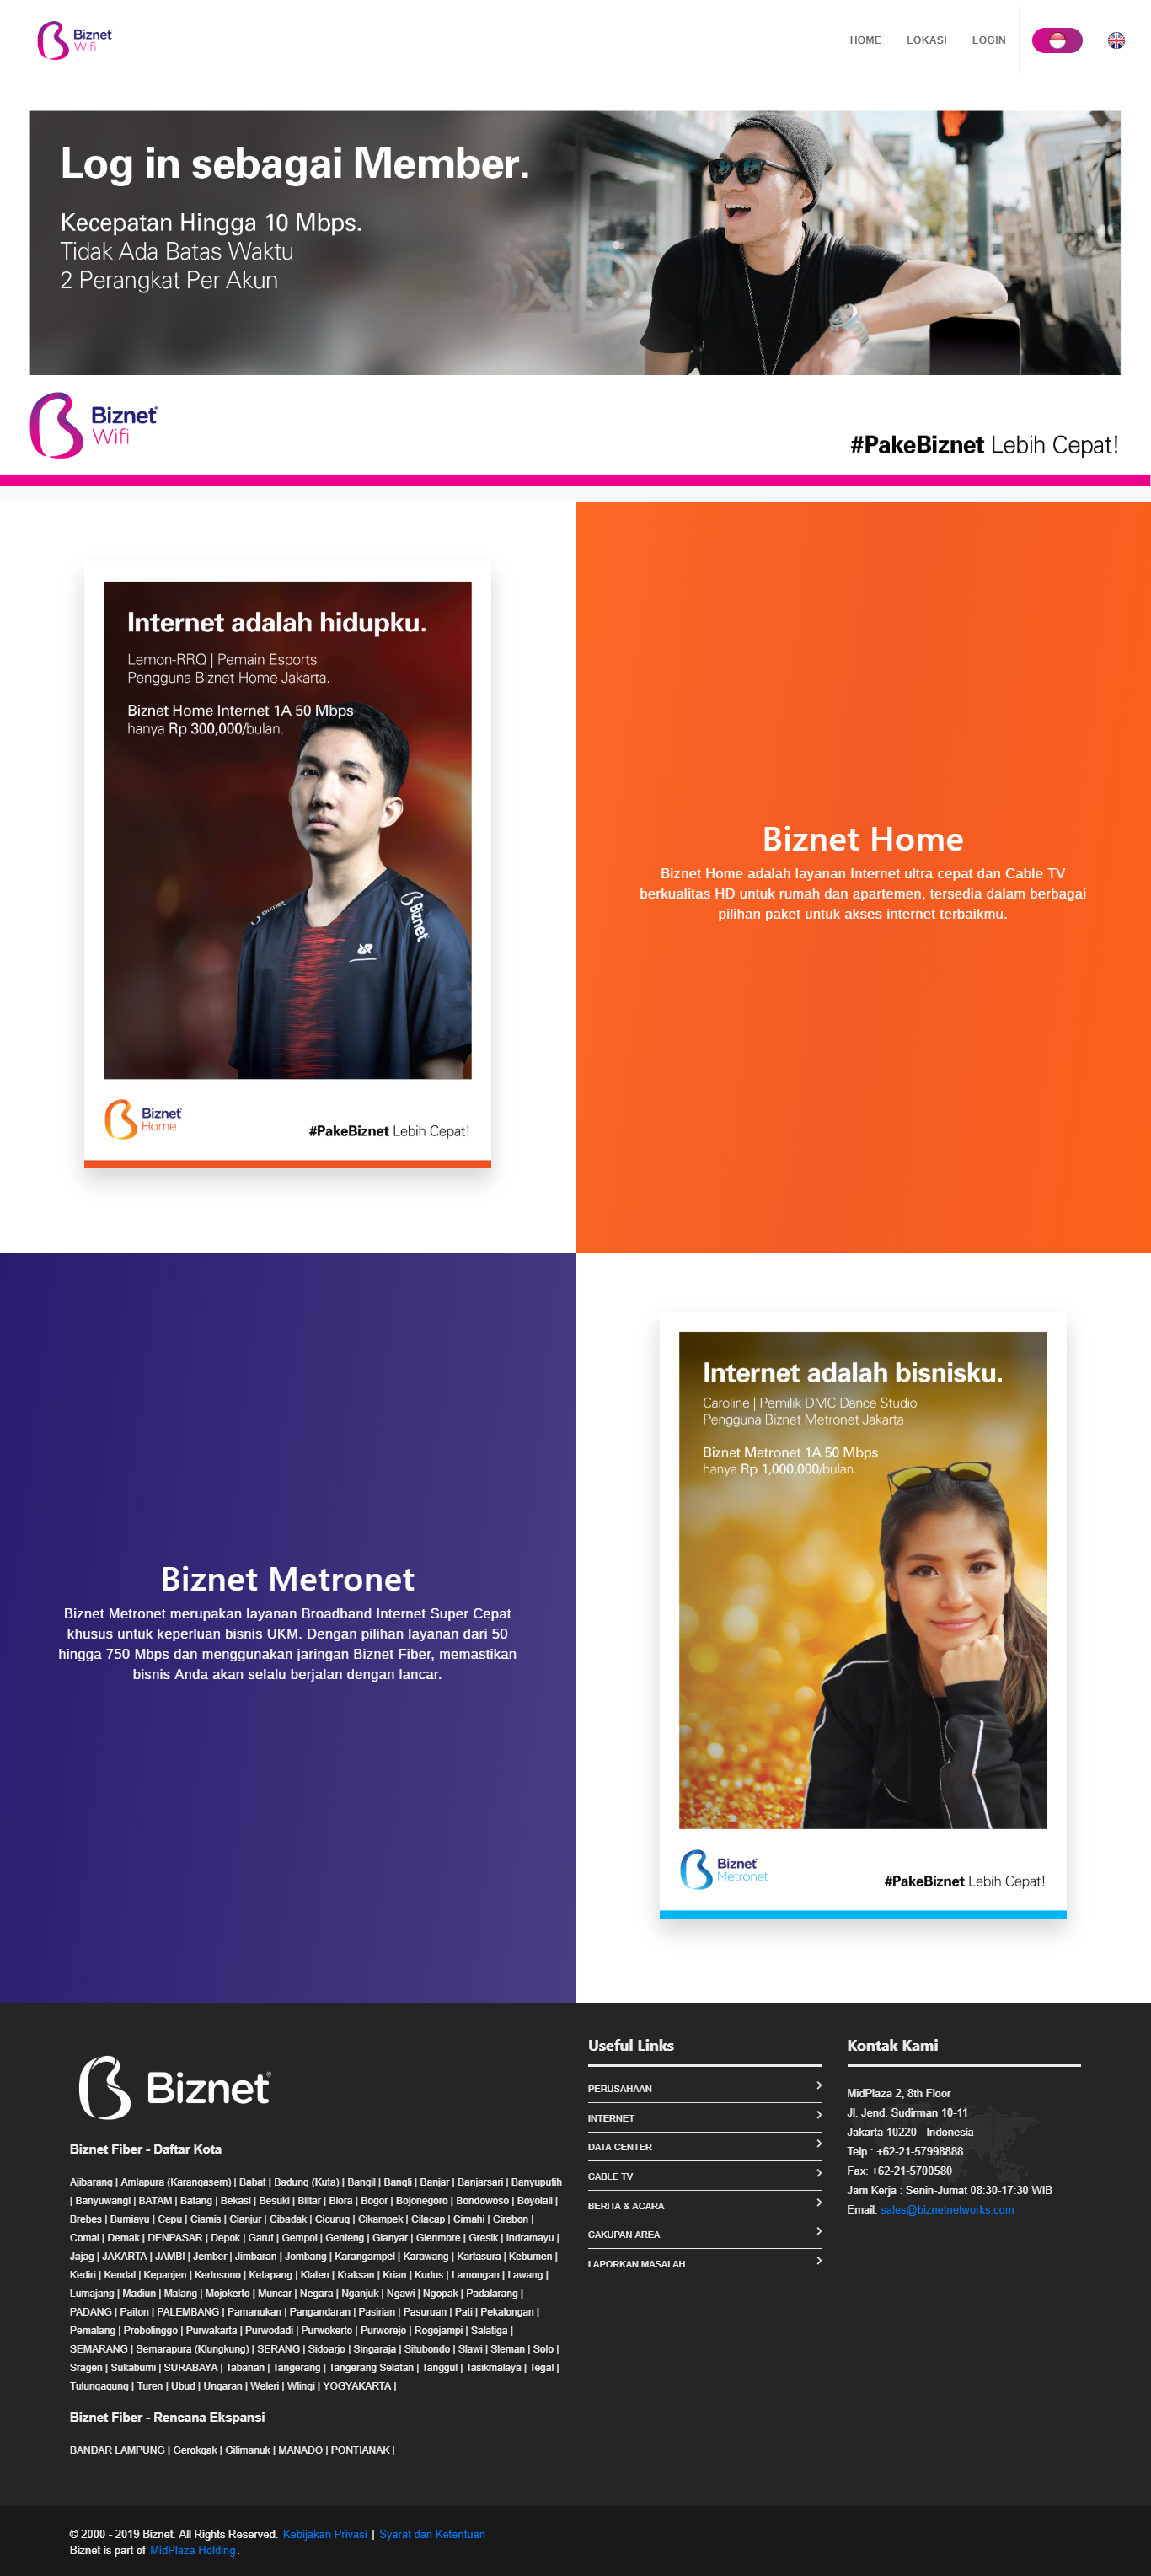 Biznet
Wifi
HOME LOKASI LOGIN
Log in sebagai Member.
Kecepatan Hingga 10 Mbps.
Tidak Ada Batas Waktu
2 Perangkat Per Akun
Biznet
Wifi
#PakeBiznet Lebih Cepat!
Internet adalah hidupku.
Lemon-RRQ | Pemain Esports
Pengguna Biznet Home Jakarta.
Biznet Home Internet 1A 50 Mbps
hanya Rp 300,000/bulan.
Biznet
Biznet
Home
#PakeBiznet Lebih Cepat!
Biznet Home
Biznet Home adalah layanan Internet ultra cepat dan Cable TV
berkualitas HD untuk rumah dan apartemen, tersedia dalam berbagai
pilihan paket untuk akses internet terbaikmu.
Biznet Metronet
Biznet Metronet merupakan layanan Broadband Internet Super Cepat
khusus untuk keperluan bisnis UKM. Dengan pilihan layanan dari 50
hingga 750 Mbps dan menggunakan jaringan Biznet Fiber, memastikan
bisnis Anda akan selalu berjalan dengan lancar.
Internet adalah bisnisku.
Caroline | Pemilik DMC Dance Studio
Pengguna Biznet Metronet Jakarta
Biznet Metronet 1A 50 Mbps
hanya Rp 1,000,000/bulan.
Biznet
Metronet
#PakeBiznet Lebih Cepat!
Biznet
Biznet Fiber - Daftar Kota
Ajibarang | Amlapura (Karangasem) | Babat | Badung (Kuta) | Bangil | Bangli | Banjar | Banjarsari | Banyuputih
| Banyuwangi | BATAM | Batang | Bekasi | Besuki | Blitar | Blora | Bogor | Bojonegoro | Bondowoso | Boyolali |
Brebes | Bumiayu | Cepu | Ciamis | Cianjur | Cibadak | Cicurug | Cikampek | Cilacap | Cimahi | Cirebon |
Comal | Demak | DENPASAR | Depok | Garut | Gempol | Genteng | Gianyar | Glenmore | Gresik | Indramayu |
Jajag | JAKARTA | JAMBI | Jember | Jimbaran | Jombang | Karangampel | Karawang | Kartasura | Kebumen |
Kediri | Kendal | Kepanjen | Kertosono | Ketapang | Klaten | Kraksan | Krian | Kudus | Lamongan | Lawang |
Lumajang | Madiun | Malang | Mojokerto | Muncar | Negara | Nganjuk | Ngawi | Ngopak | Padalarang |
PADANG | Paiton | PALEMBANG | Pamanukan | Pangandaran | Pasirian | Pasuruan | Pati | Pekalongan |
Pemalang | Probolinggo | Purwakarta | Purwodadi | Purwokerto | Purworejo | Rogojampi | Salatiga |
SEMARANG | Semarapura (Klungkung) | SERANG | Sidoarjo | Singaraja | Situbondo | Slawi | Sleman | Solo |
Sragen | Sukabumi | SURABAYA | Tabanan | Tangerang | Tangerang Selatan | Tanggul | Tasikmalaya | Tegal |
Tulungagung | Turen | Ubud | Ungaran | Weleri | Wlingi | YOGYAKARTA |
Biznet Fiber - Rencana Ekspansi
BANDAR LAMPUNG | Gerokgak | Gilimanuk | MANADO | PONTIANAK |
Useful Links
PERUSAHAAN
INTERNET
DATA CENTER
CABLE TV
BERITA & ACARA
CAKUPAN AREA
LAPORKAN MASALAH
Kontak Kami
MidPlaza 2, 8th Floor
Jl. Jend. Sudirman 10-11
Jakarta 10220 - Indonesia
Telp.: +62-21-57998888
Fax: +62-21-5700580
Jam Kerja : Senin-Jumat 08:30-17:30 WIB
Email: sales@biznetnetworks.com
© 2000 - 2019 Biznet. All Rights Reserved. Kebijakan Privasi | Syarat dan Ketentuan
Biznet is part of MidPlaza Holding.